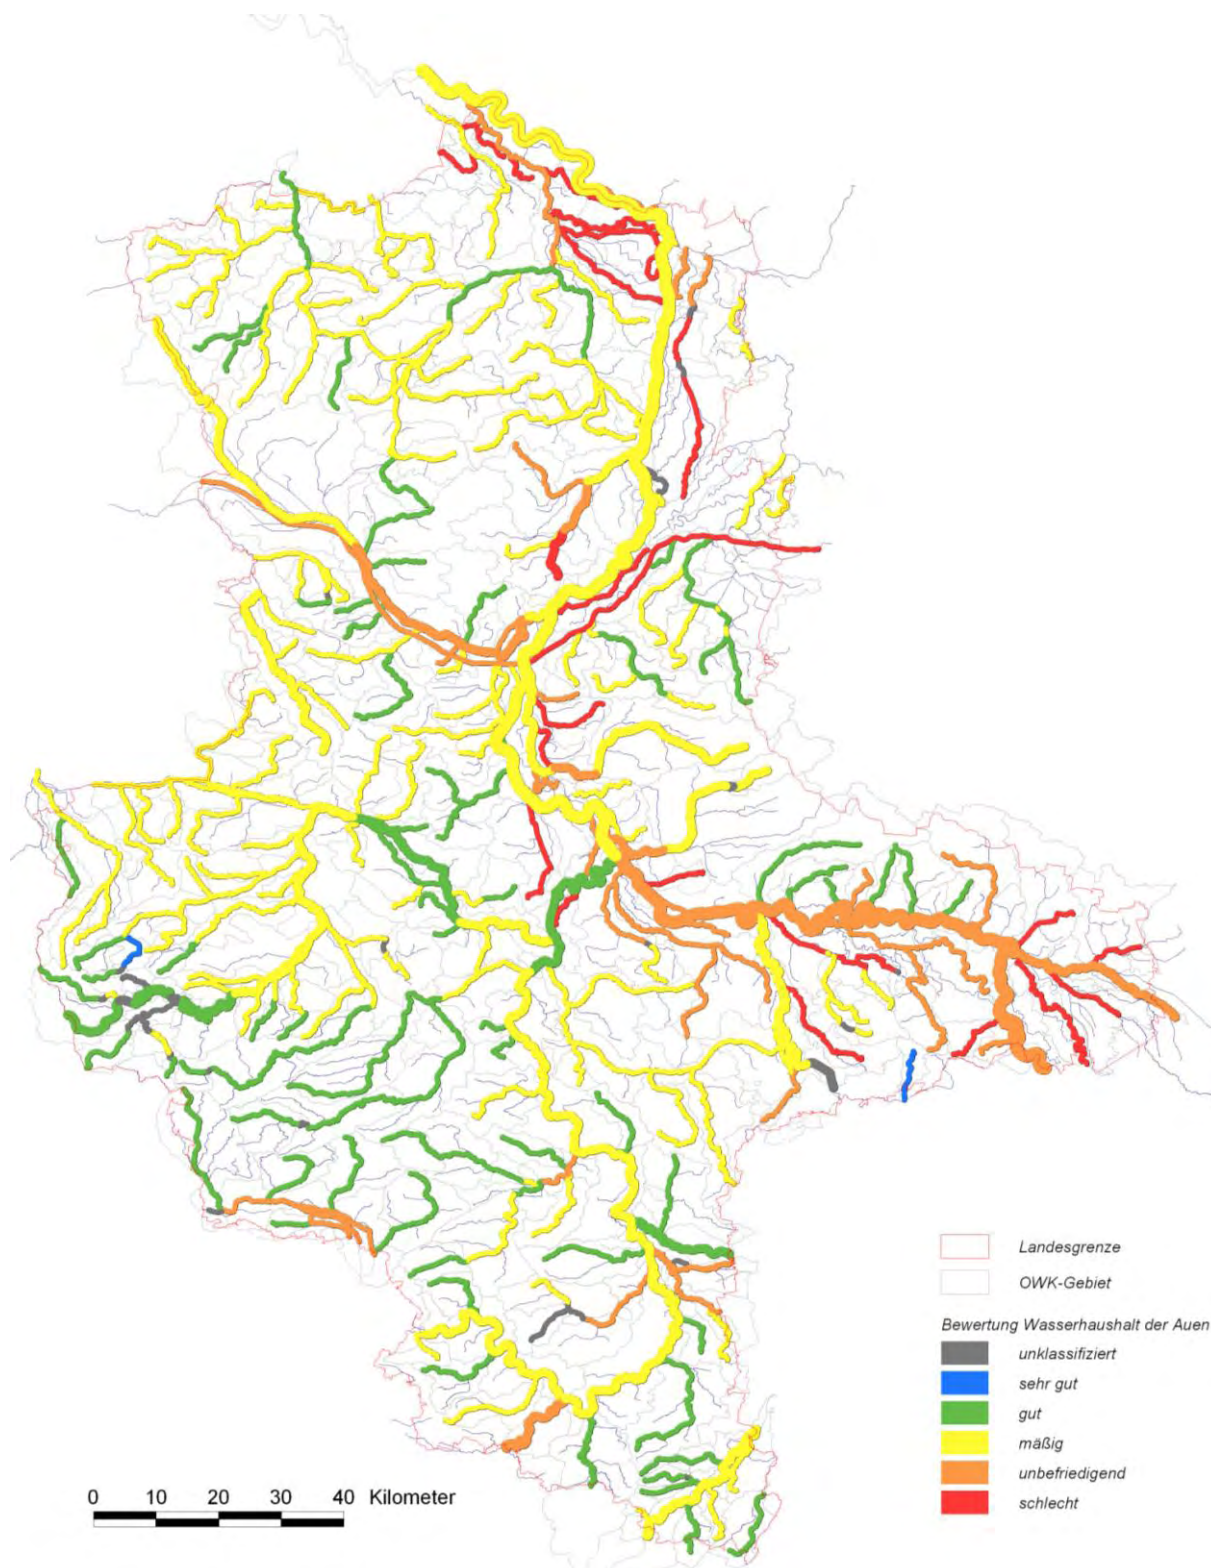 Landesgrenze
OWK-Gebiet
Bewertung Wasserhaushalt der Auen
unklassifiziert
sehr gut
gut
mäßig
unbefriedigend
schlecht
0 10 20 30 40 Kilometer